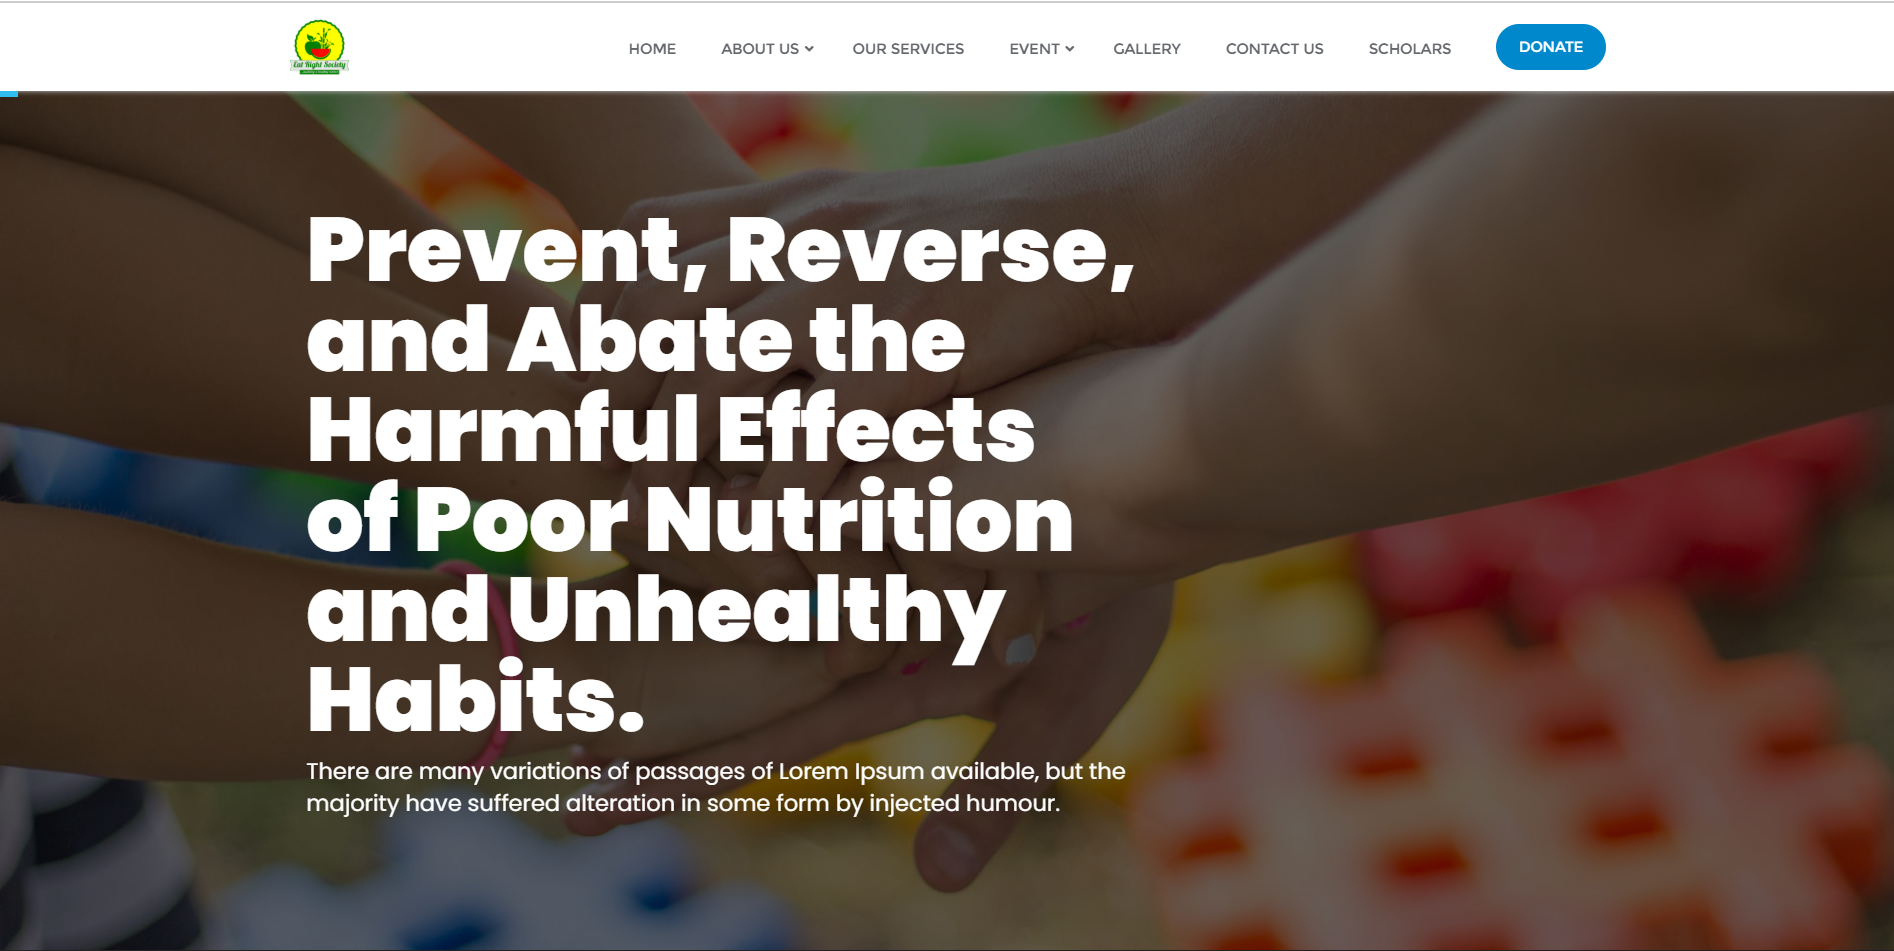 Eat Right Society
HOME
ABOUT US
OUR SERVICES
EVENT
GALLERY
CONTACT US
SCHOLARS
DONATE
Prevent, Reverse,
and Abate the
Harmful Effects
of Poor Nutrition
and Unhealthy
Habits.
There are many variations of passages of Lorem Ipsum available, but the
majority have suffered alteration in some form by injected humour.